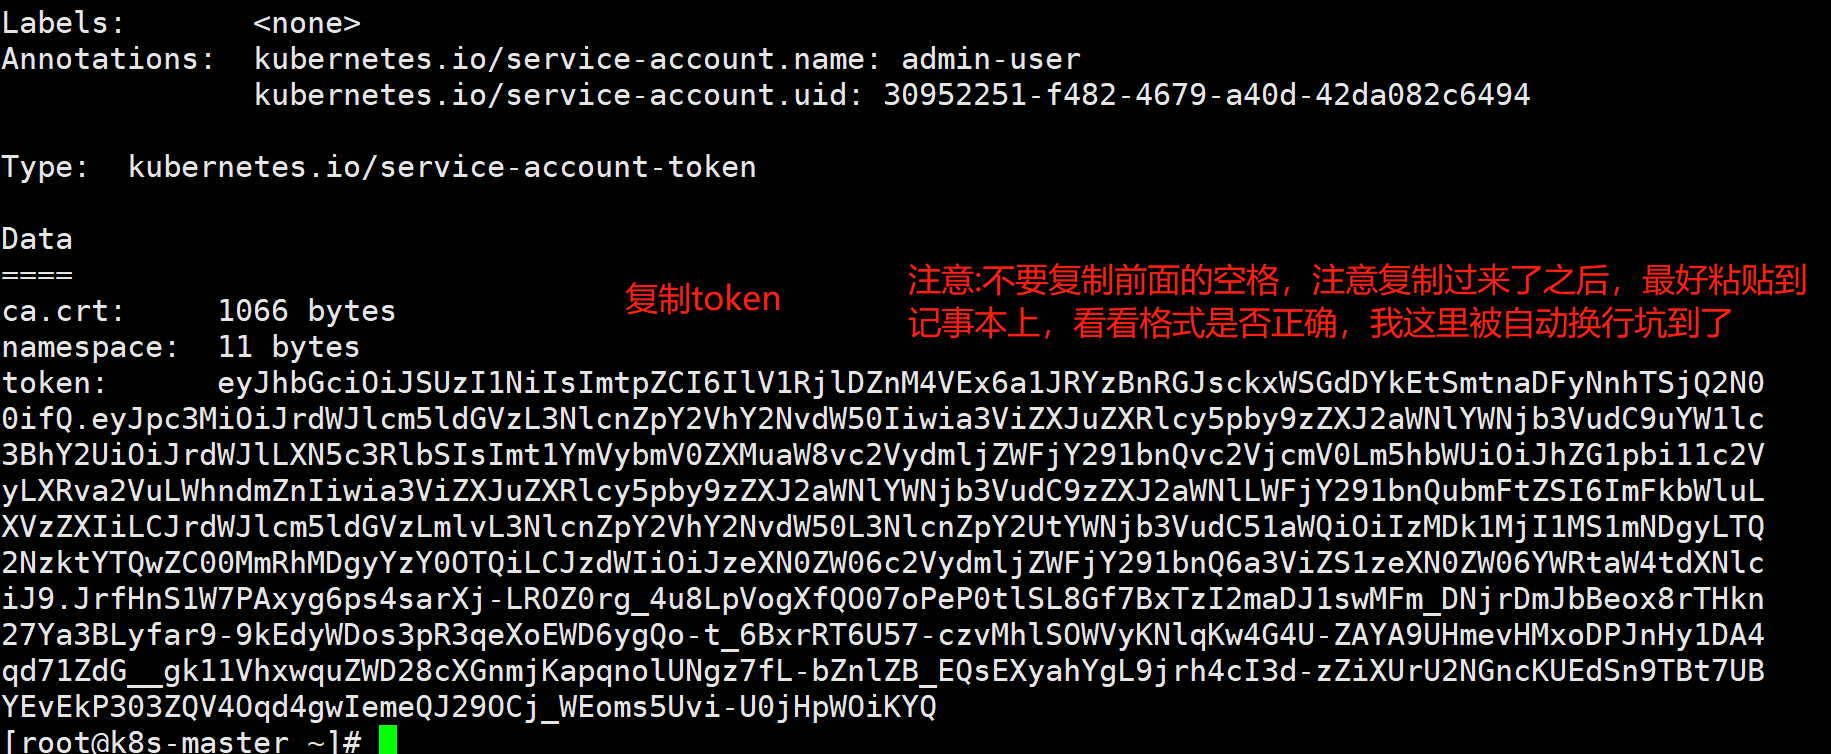 Labels:       <none>
Annotations:  kubernetes.io/service-account.name: admin-user
              kubernetes.io/service-account.uid: 30952251-f482-4679-a40d-42da082c6494
Type:  kubernetes.io/service-account-token
Data
====
复制token
注意:不要复制前面的空格，注意复制过来了之后，最好粘贴到
记事本上，看看格式是否正确，我这里被自动换行坑到了
ca.crt:     1066 bytes
namespace:  11 bytes
token:      eyJhbGciOiJSUzI1NiIsImtpZCI6IlV1RjlDZnM4VEx6a1JRYzBnRGJsckxWSGdDYkEtSmtnaDFyNnhTSjQ2N0
0ifQ.eyJpc3MiOiJrdWJlcm5ldGVzL3NlcnZpY2VhY2NvdW50Iiwia3ViZXJuZXRlcy5pby9zZXJ2aWNlYWNjb3VudC9uYW1lc
3BhY2UiOiJrdWJlLXN5c3RlbSIsImt1YmVybmV0ZXMuaW8vc2VydmljZWFjY291bnQvc2VjcmV0Lm5hbWUiOiJhZG1pbi11c2V
yLXRva2VuLWhndmZnIiwia3ViZXJuZXRlcy5pby9zZXJ2aWNlYWNjb3VudC9zZXJ2aWNlLWFjY291bnQubmFtZSI6ImFkbWluL
XVzZXIiLCJrdWJlcm5ldGVzLmlvL3NlcnZpY2VhY2NvdW50L3NlcnZpY2UtYWNjb3VudC51aWQiOiIzMDk1MjI1MS1mNDgyLTQ
2NzktYTQwZC00MmRhMDgyYzY0OTQiLCJzdWIiOiJzeXN0ZW06c2VydmljZWFjY291bnQ6a3ViZS1zeXN0ZW06YWRtaW4tdXNlc
iJ9.JrfHnS1W7PAxyg6ps4sarXj-LROZ0rg_4u8LpVogXfQO07oPeP0tlSL8Gf7BxTzI2maDJ1swMFm_DNjrDmJbBeox8rTHkn
27Ya3BLyfar9-9kEdyWDos3pR3qeXoEWD6ygQo-t_6BxrRT6U57-czvMhlSOWVyKNlqKw4G4U-ZAYA9UHmevHMxoDPJnHy1DA4
qd71ZdG__gk11VhxwquZWD28cXGnmjKapqnolUNgz7fL-bZnlZB_EQsEXyahYgL9jrh4cI3d-zZiXUrU2NGncKUEdSn9TBt7UB
YEvEkP303ZQV4Oqd4gwIemeQJ29OCj_WEoms5Uvi-U0jHpWOiKYQ
[root@k8s-master ~]#